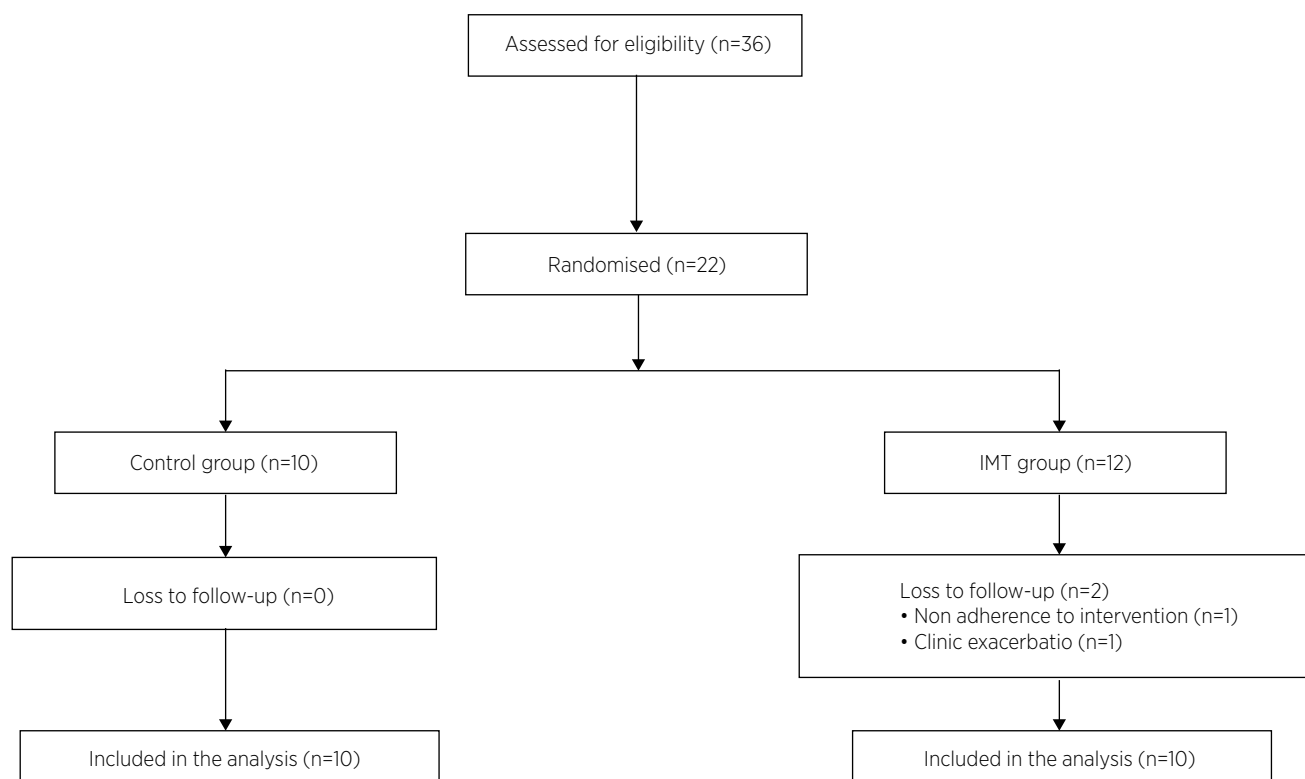 Assessed for eligibility (n=36)
Randomised (n=22)
Control group (n=10)
IMT group (n=12)
Loss to follow-up (n=0)
Loss to follow-up (n=2)
• Non adherence to intervention (n=1)
• Clinic exacerbatio (n=1)
Included in the analysis (n=10)
Included in the analysis (n=10)